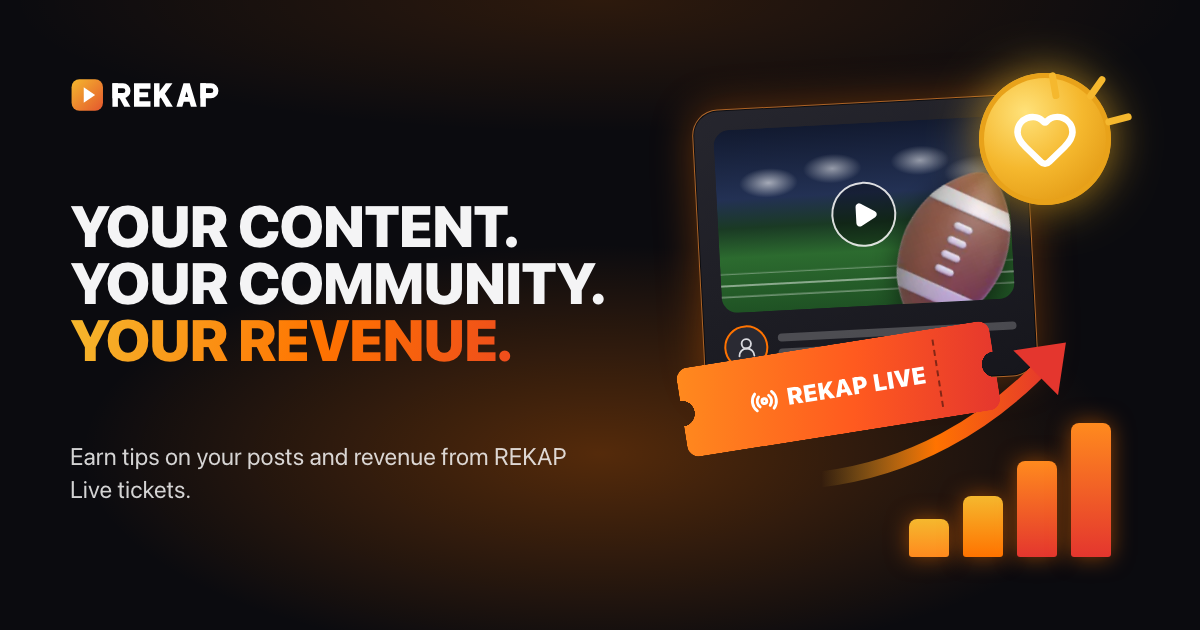 REKAP
YOUR CONTENT.
YOUR COMMUNITY.
YOUR REVENUE.
Earn tips on your posts and revenue from REKAP
Live tickets.
REKAP LIVE